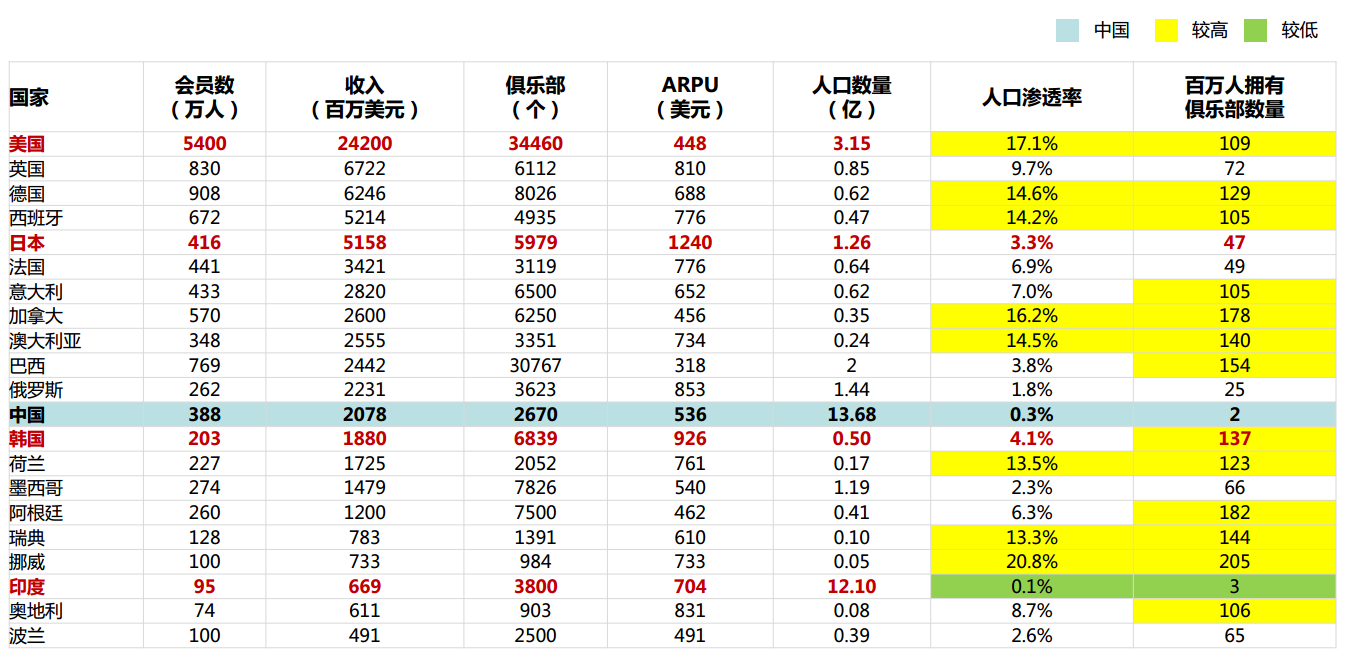 中国 较高 较低
国家 会员数（万人） 收入（百万美元） 俱乐部（个） ARPU（美元） 人口数量（亿） 人口渗透率 百万人拥有俱乐部数量
美国 5400 24200 34460 448 3.15 17.1% 109
英国 830 6722 6112 810 0.85 9.7% 72
德国 908 6246 8026 688 0.62 14.6% 129
西班牙 672 5214 4935 776 0.47 14.2% 105
日本 416 5158 5979 1240 1.26 3.3% 47
法国 441 3421 3119 776 0.64 6.9% 49
意大利 433 2820 6500 652 0.62 7.0% 105
加拿大 570 2600 6250 456 0.35 16.2% 178
澳大利亚 348 2555 3351 734 0.24 14.5% 140
巴西 769 2442 30767 318 2 3.8% 154
俄罗斯 262 2231 3623 853 1.44 1.8% 25
中国 388 2078 2670 536 13.68 0.3% 2
韩国 203 1880 6839 926 0.50 4.1% 137
荷兰 227 1725 2052 761 0.17 13.5% 123
墨西哥 274 1479 7826 540 1.19 2.3% 66
阿根廷 260 1200 7500 462 0.41 6.3% 182
瑞典 128 783 1391 610 0.10 13.3% 144
挪威 100 733 984 733 0.05 20.8% 205
印度 95 669 3800 704 12.10 0.1% 3
奥地利 74 611 903 831 0.08 8.7% 106
波兰 100 491 2500 491 0.39 2.6% 65